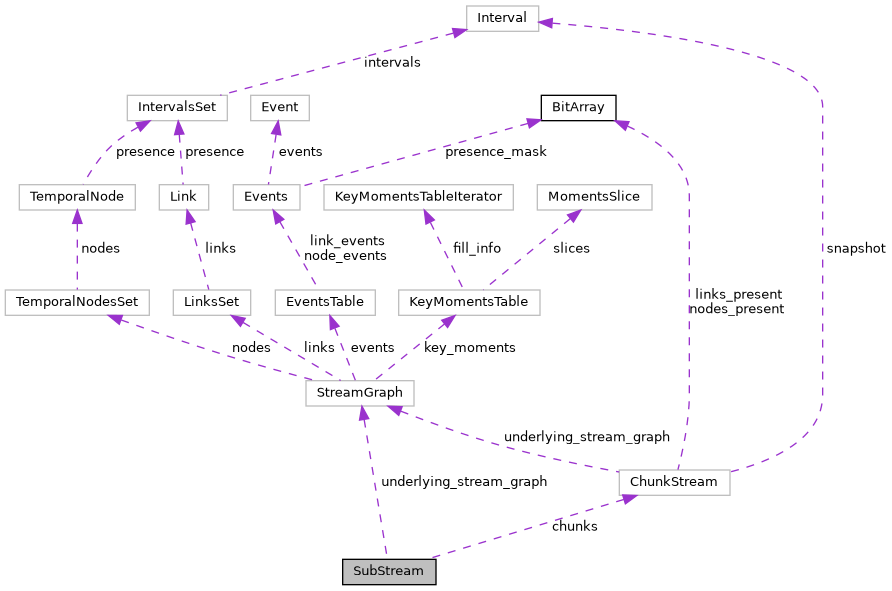 Interval
intervals
IntervalsSet
Event
BitArray
presence
presence
events
presence_mask
TemporalNode
Link
Events
KeyMomentsTableIterator
MomentsSlice
nodes
links
link_events
node_events
fill_info
slices
snapshot
TemporalNodesSet
LinksSet
EventsTable
KeyMomentsTable
links_present
nodes_present
nodes
links
events
key_moments
StreamGraph
underlying_stream_graph
underlying_stream_graph
ChunkStream
chunks
SubStream